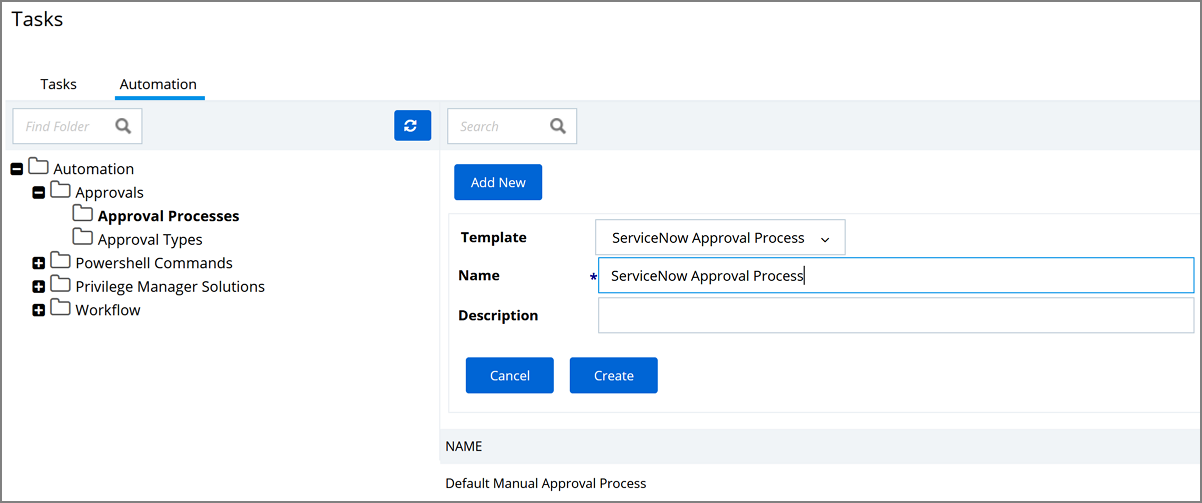 Tasks
Tasks Automation
Find Folder
Search
Automation
Approvals
Approval Processes
Approval Types
Powershell Commands
Privilege Manager Solutions
Workflow
Add New
Template ServiceNow Approval Process
Name * ServiceNow Approval Process
Description
Cancel Create
NAME
Default Manual Approval Process